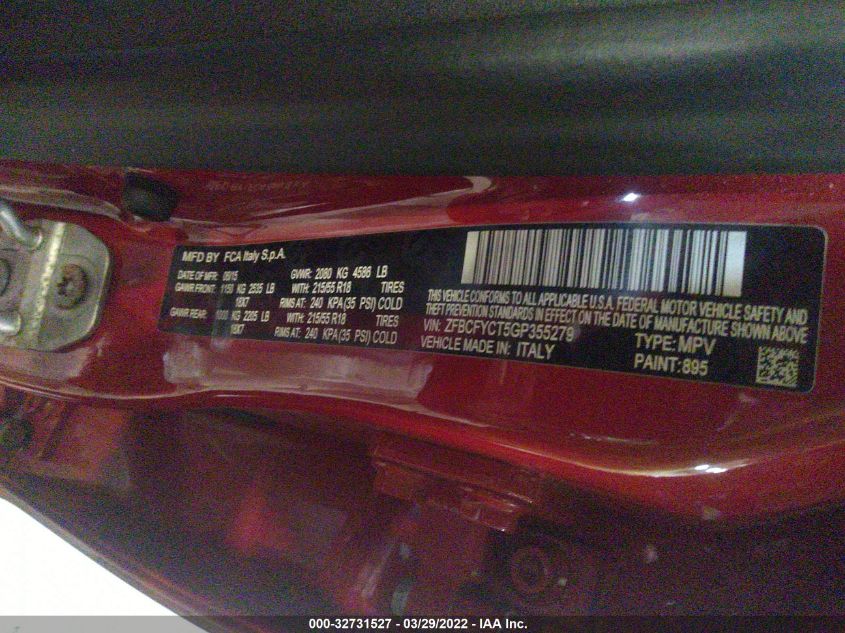 MFD BY FCA Italy S.p.A.
DATE OF MFR: 09/15 GVWR: 2080 KG 4586 LB
GAWR FRONT: 1150 KG 2535 LB WITH: 215/55 R18 TIRES
18X7 RIMS AT: 240 KPA(35 PSI) COLD
GAWR REAR: 1000 KG 2205 LB WITH: 215/55 R18 TIRES
18X7 RIMS AT: 240 KPA(35 PSI) COLD
THIS VEHICLE CONFORMS TO ALL APPLICABLE U.S.A. FEDERAL MOTOR VEHICLE SAFETY AND
THEFT PREVENTION STANDARDS IN EFFECT ON THE DATE OF MANUFACTURE SHOWN ABOVE
VIN: ZFBCFYCT5GP355279 TYPE: MPV
VEHICLE MADE IN: ITALY PAINT:895
000-32731527 — 03/29/2022 - IAA Inc.